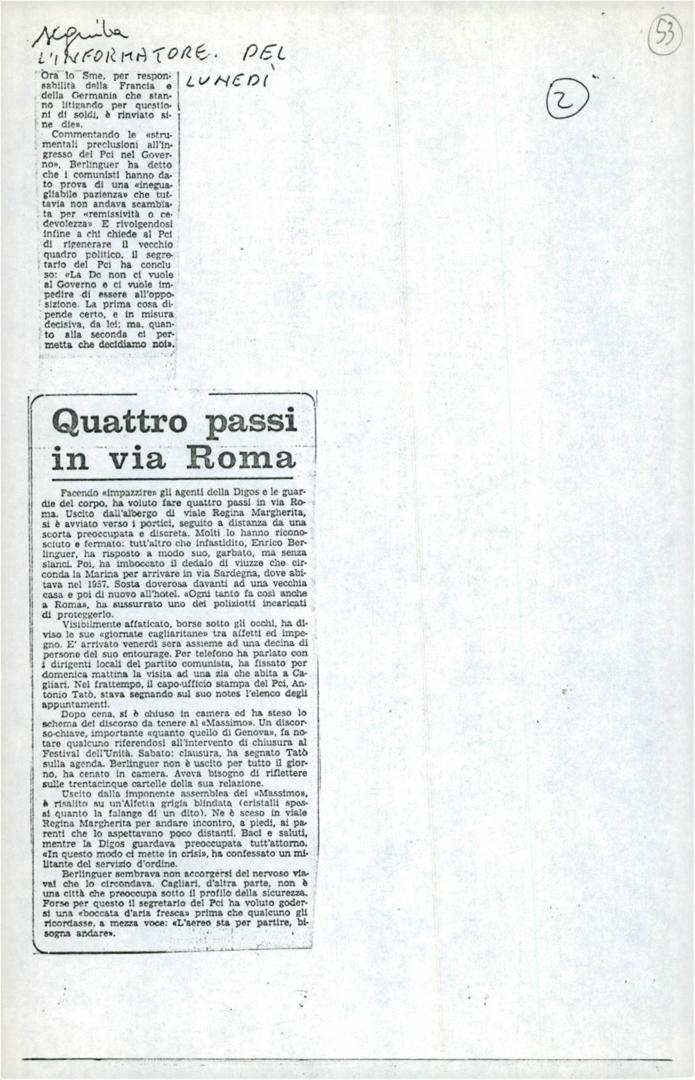 seguita
L'INFORMATORE. DEL
LUNEDÌ
53
2
Ora lo Sme, per respon-
sabilità della Francia e
della Germania che stan-
no litigando per questio-
ni di soldi, è rinviato si-
ne die».
Commentando le «stru-
mentali preclusioni all'in-
gresso del Pci nel Gover-
no», Berlinguer ha detto
che i comunisti hanno da-
to prova di una «inegua-
gliabile pazienza» che tut-
tavia non andava scambia-
ta per «remissività o ce-
devolezza» E rivolgendosi
infine a chi chiede al Pci
di rigenerare il vecchio
quadro politico, il segre-
tario del Pci ha conclu
so: «La Dc non ci vuole
al Governo e ci vuole im-
pedire di essere all'oppo-
sizione. La prima cosa di-
pende certo, e in misura
decisiva, da lei; ma, quan-
to alla seconda ci per-
metta che decidiamo noi».
Quattro passi
in via Roma
Facendo «impazzire» gli agenti della Digos e le guar-
die del corpo, ha voluto fare quattro passi in via Ro-
ma. Uscito dall'albergo di viale Regina Margherita,
si è avviato verso i portici, seguito a distanza da una
scorta preoccupata e discreta. Molti lo hanno ricono-
sciuto e fermato: tutt'altro che infastidito, Enrico Ber-
linguer, ha risposto a modo suo, garbato, ma senza
slanci. Poi, ha imboccato il dedalo di viuzze che cir-
conda la Marina per arrivare in via Sardegna, dove abi-
tava nel 1957. Sosta doverosa davanti ad una vecchia
casa e poi di nuovo all'hotel. «Ogni tanto fa così anche
a Roma», ha sussurrato uno dei poliziotti incaricati
di proteggerlo.
Visibilmente affaticato, borse sotto gli occhi, ha di-
viso le sue «giornate cagliaritane» tra affetti ed impe-
gno. E' arrivato venerdì sera assieme ad una decina di
persone del suo entourage. Per telefono ha parlato con
i dirigenti locali del partito comunista, ha fissato per
domenica mattina la visita ad una zia che abita a Ca-
gliari. Nel frattempo, il capo-ufficio stampa del Pci, An-
tonio Tatò, stava segnando sul suo notes l'elenco degli
appuntamenti.
Dopo cena, si è chiuso in camera ed ha steso lo
schema del discorso da tenere al «Massimo». Un discor-
so-chiave, importante «quanto quello di Genova», fa no-
tare qualcuno riferendosi all'intervento di chiusura al
Festival dell'Unità. Sabato: clausura, ha segnato Tatò
sulla agenda. Berlinguer non è uscito per tutto il gior-
no, ha cenato in camera. Aveva bisogno di riflettere
sulle trentacinque cartelle della sua relazione.
Uscito dalla imponente assemblea del «Massimo»,
è risalito su un'Alfetta grigia blindata (cristalli spes-
si quanto la falange di un dito). Ne è sceso in viale
Regina Margherita per andare incontro, a piedi, ai pa-
renti che lo aspettavano poco distanti. Baci e saluti,
mentre la Digos guardava preoccupata tutt'attorno.
«In questo modo ci mette in crisi», ha confessato un mi-
litante del servizio d'ordine.
Berlinguer sembrava non accorgersi del nervoso via-
vai che lo circondava. Cagliari, d'altra parte, non è
una città che preoccupa sotto il profilo della sicurezza.
Forse per questo il segretario del Pci ha voluto goder-
si una «boccata d'aria fresca» prima che qualcuno gli
ricordasse, a mezza voce: «L'aereo sta per partire, bi-
sogna andare».